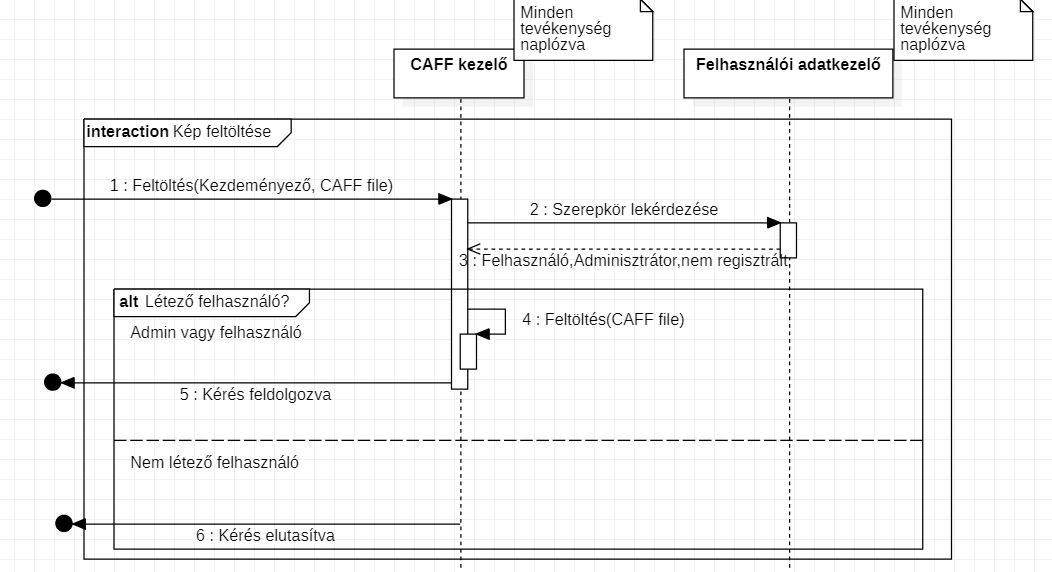 Minden
tevékenység
naplózva
Minden
tevékenység
naplózva
CAFF kezelő
Felhasználói adatkezelő
interaction Kép feltöltése
1 : Feltöltés(Kezdeményező, CAFF file)
2 : Szerepkör lekérdezése
3 : Felhasználó,Adminisztrátor,nem regisztrált
alt Létező felhasználó?
4 : Feltöltés(CAFF file)
Admin vagy felhasználó
5 : Kérés feldolgozva
Nem létező felhasználó
6 : Kérés elutasítva